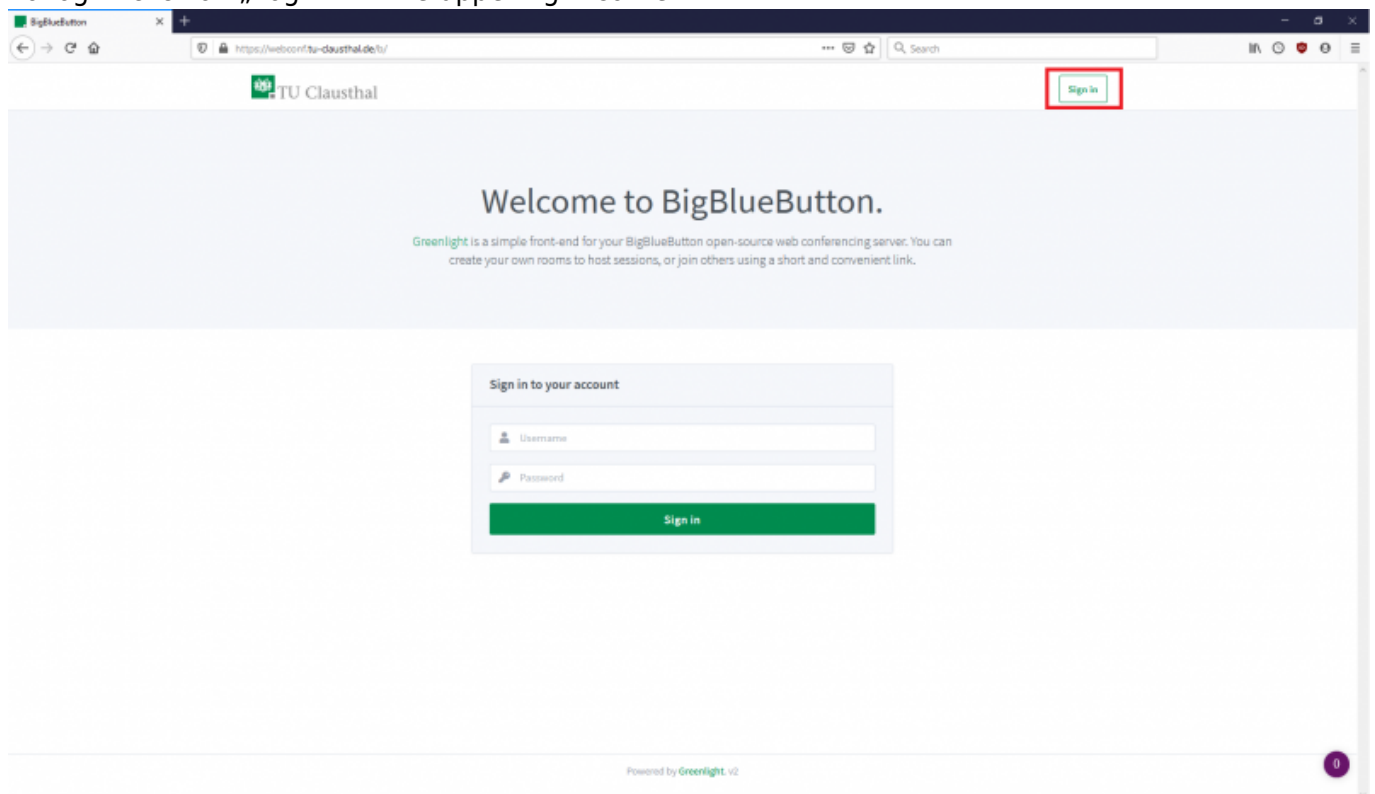 BigBlueButton
https://webconf.tu-clausthal.de/b/
Search
TU Clausthal
Sign in
Welcome to BigBlueButton.
Greenlight is a simple front-end for your BigBlueButton open-source web conferencing server. You can
create your own rooms to host sessions, or join others using a short and convenient link.
Sign in to your account
Username
Password
Sign in
Powered by Greenlight. v2
0